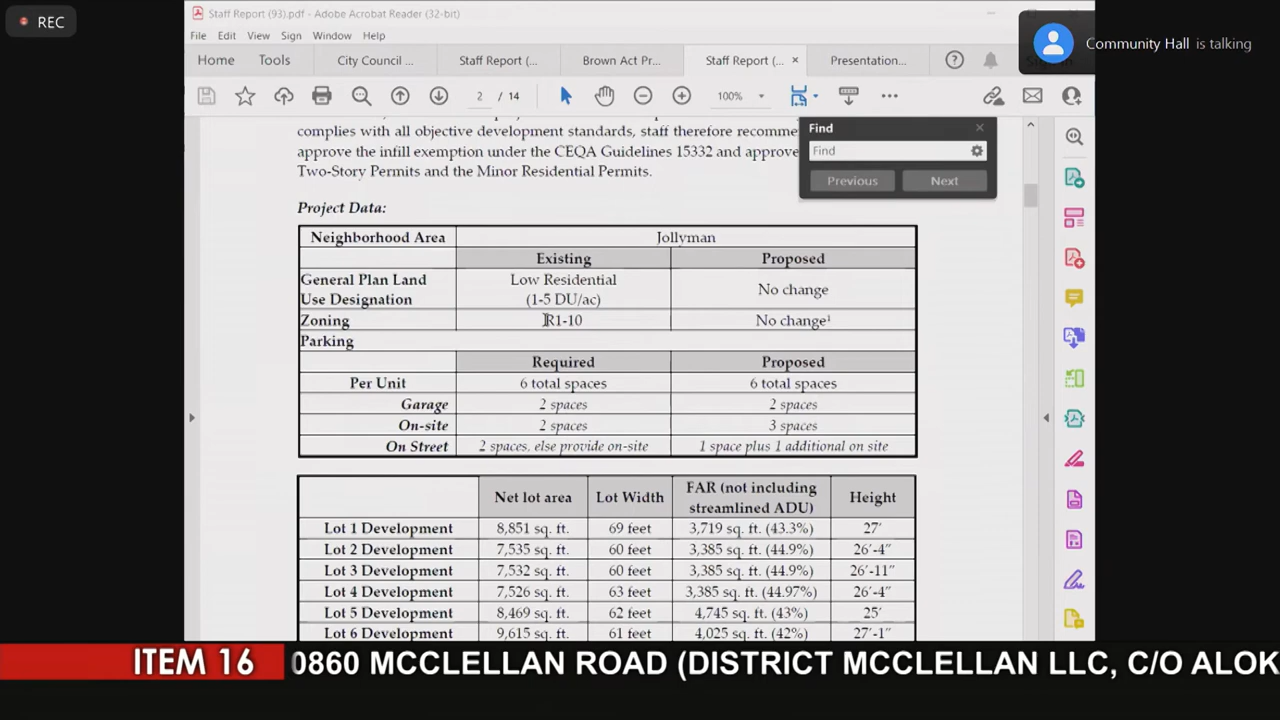 REC
Staff Report (93).pdf - Adobe Acrobat Reader (32-bit)
Community Hall is talking
File Edit View Sign Window Help
Home Tools City Council ... Staff Report (... Brown Act Pr... Staff Report (... × Presentation...
2 / 14 100%
complies with all objective development standards, staff therefore recomme
approve the infill exemption under the CEQA Guidelines 15332 and approve
Two-Story Permits and the Minor Residential Permits.
Find
Find
Previous Next
Project Data:
Neighborhood Area Jollyman
Existing Proposed
General Plan Land Low Residential No change
Use Designation (1-5 DU/ac)
Zoning R1-10 No change¹
Parking
Required Proposed
Per Unit 6 total spaces 6 total spaces
Garage 2 spaces 2 spaces
On-site 2 spaces 3 spaces
On Street 2 spaces, else provide on-site 1 space plus 1 additional on site
Net lot area Lot Width FAR (not including Height
streamlined ADU)
Lot 1 Development 8,851 sq. ft. 69 feet 3,719 sq. ft. (43.3%) 27'
Lot 2 Development 7,535 sq. ft. 60 feet 3,385 sq. ft. (44.9%) 26'-4"
Lot 3 Development 7,532 sq. ft. 60 feet 3,385 sq. ft. (44.9%) 26'-11"
Lot 4 Development 7,526 sq. ft. 63 feet 3,385 sq. ft. (44.97%) 26'-4"
Lot 5 Development 8,469 sq. ft. 62 feet 4,745 sq. ft. (43%) 25'
Lot 6 Development 9,615 sq. ft. 61 feet 4,025 sq. ft. (42%) 27'-1"
ITEM 16 0860 MCCLELLAN ROAD (DISTRICT MCCLELLAN LLC, C/O ALOK